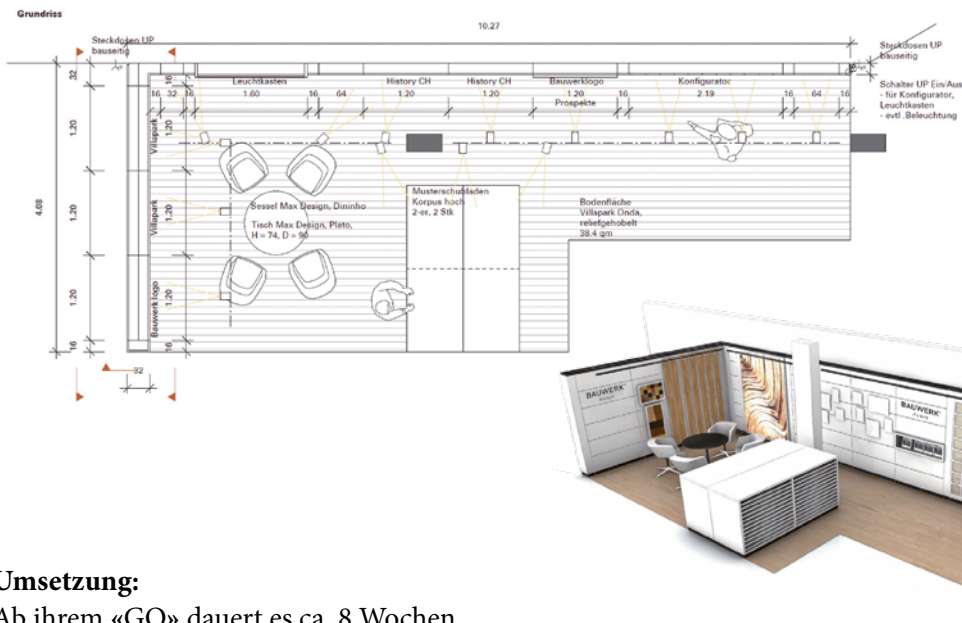 Grundriss
10.27
Steckdosen UP
bauseitig
Steckdosen UP
bauseitig
Schalter UP Ein/Aus
- für Konfigurator,
Leuchtkasten
- evtl .Beleuchtung
Leuchtkasten
History CH
History CH
Bauwerklogo
Konfigurator
32
16
16 32 16
1.60
16
64
1.20
1.20
1.20
16
2.19
16
64
16
Prospekte
4.08
1.20
1.20
1.20
16
Villapark
1.20
Villapark
1.20
Bauwerk logo
1.20
16
32
Sessel Max Design, Dininho
Tisch Max Design, Plato,
H = 74, D = 90
Musterschubladen
Korpus hoch
2-er, 2 Stk
Bodenfläche
Villapark Onda,
reliefgehobelt
38.4 qm
BAUWERK
BAUWERK
Umsetzung:
Ab ihrem «GO» dauert es ca. 8 Wochen